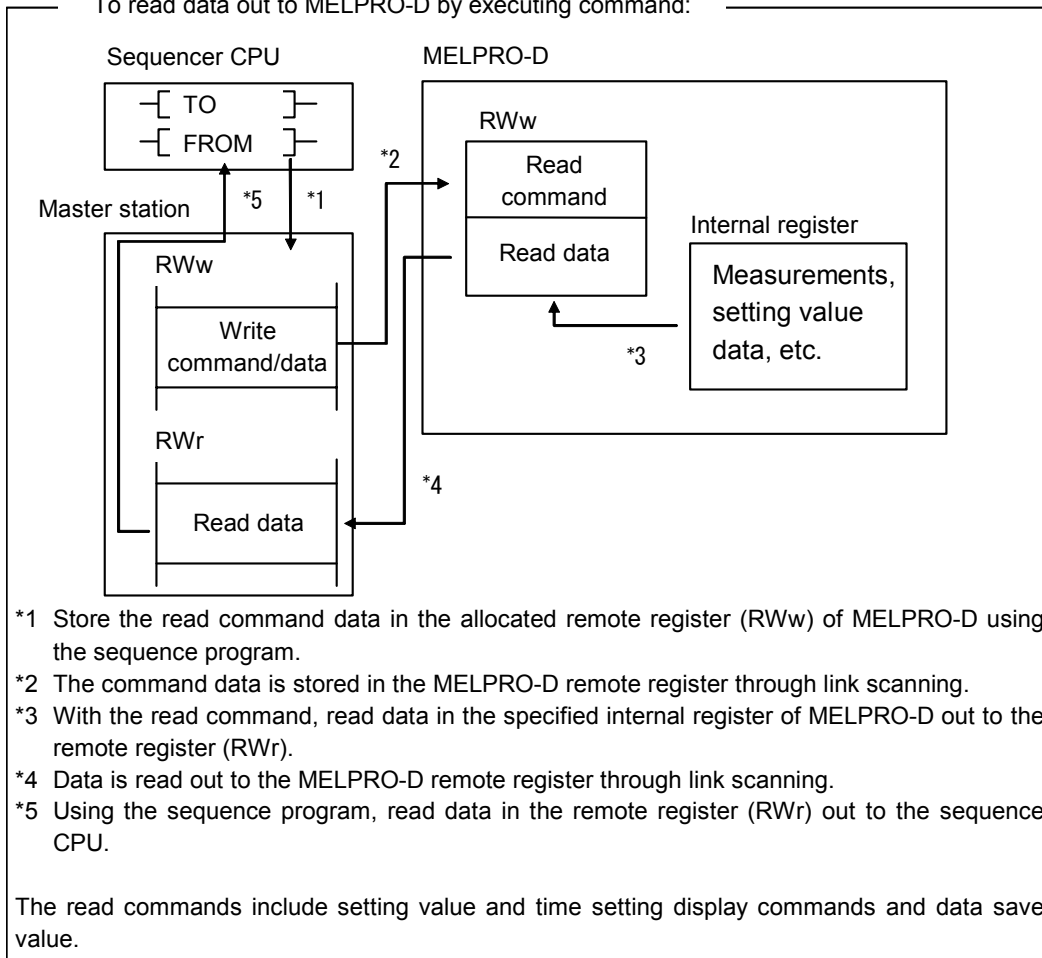 To read data out to MELPRO-D by executing command:
Sequencer CPU
MELPRO-D
TO
FROM
RWw
*2
Read
command
*5
*1
Master station
Internal register
RWw
Read data
Measurements,
setting value
data, etc.
Write
command/data
*3
RWr
*4
Read data
*1 Store the read command data in the allocated remote register (RWw) of MELPRO-D using
the sequence program.
*2 The command data is stored in the MELPRO-D remote register through link scanning.
*3 With the read command, read data in the specified internal register of MELPRO-D out to the
remote register (RWr).
*4 Data is read out to the MELPRO-D remote register through link scanning.
*5 Using the sequence program, read data in the remote register (RWr) out to the sequence
CPU.
The read commands include setting value and time setting display commands and data save
value.